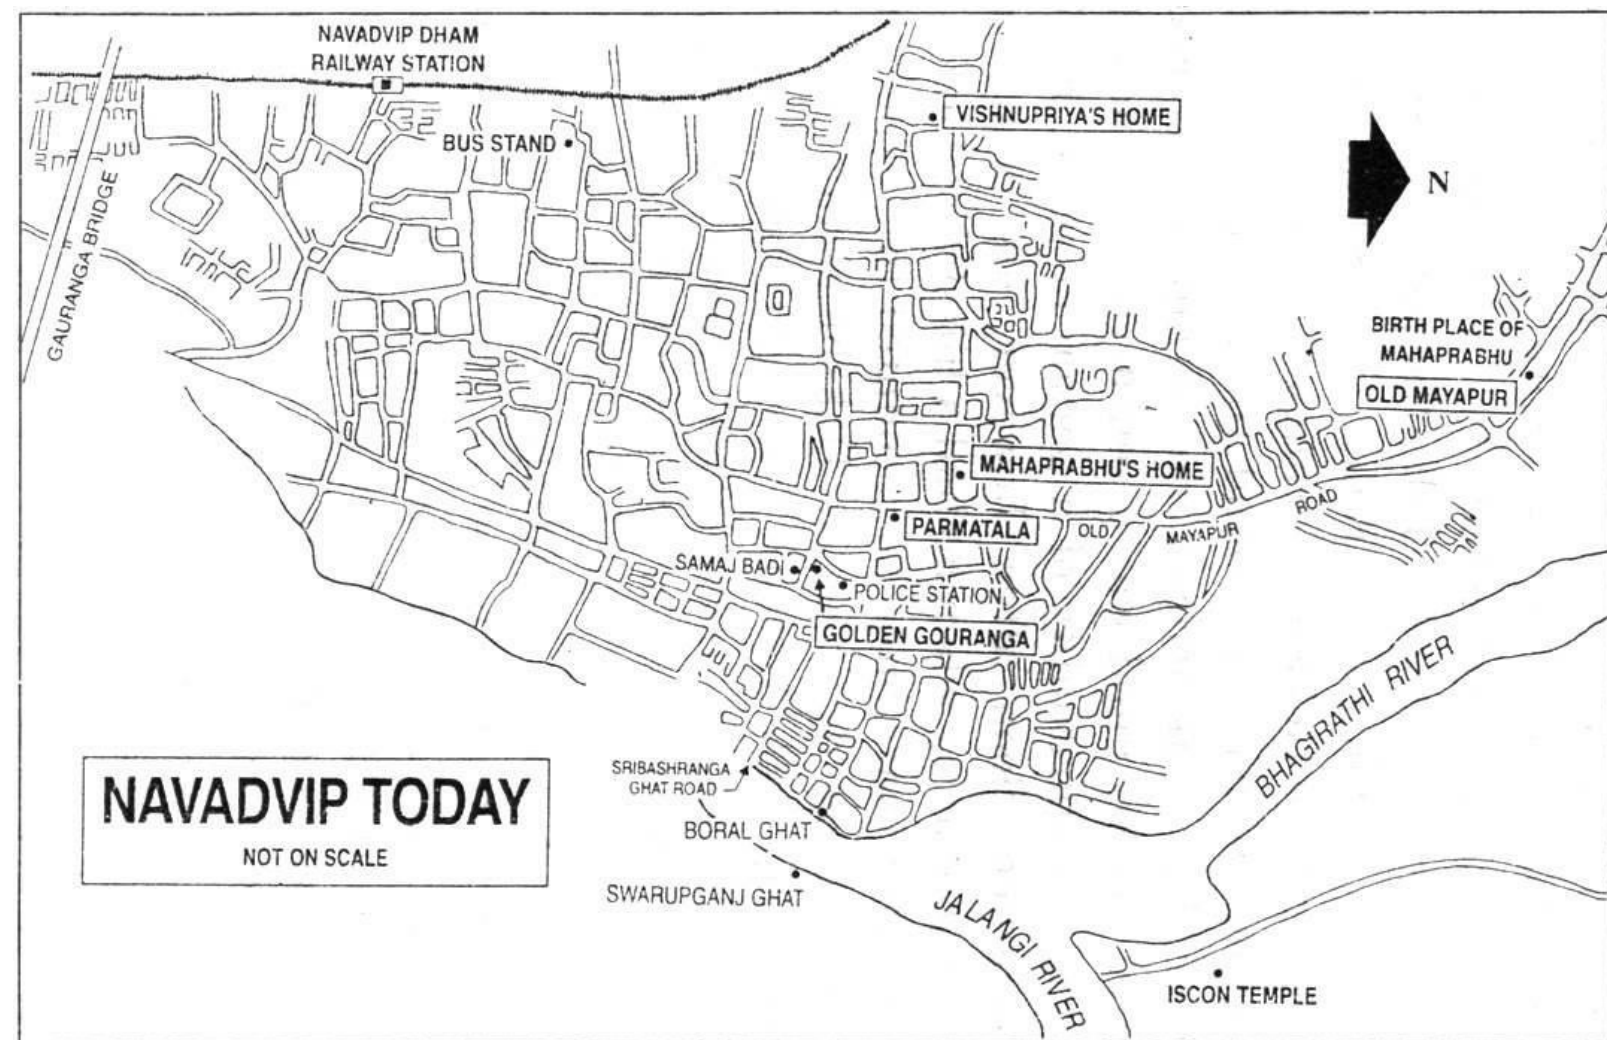 NAVADVIP DHAM
RAILWAY STATION
VISHNUPRIYA'S HOME
BUS STAND
N
GAURANGA BRIDGE
BIRTH PLACE OF
MAHAPRABHU
OLD MAYAPUR
MAHAPRABHU'S HOME
PARMATALA
OLD MAYAPUR ROAD
SAMAJ BADI
POLICE STATION
GOLDEN GOURANGA
BHAGIRATHI RIVER
SRIBASHRANGA
GHAT ROAD
NAVADVIP TODAY
NOT ON SCALE
BORAL GHAT
SWARUPGANJ GHAT
JALANGI RIVER
ISCON TEMPLE